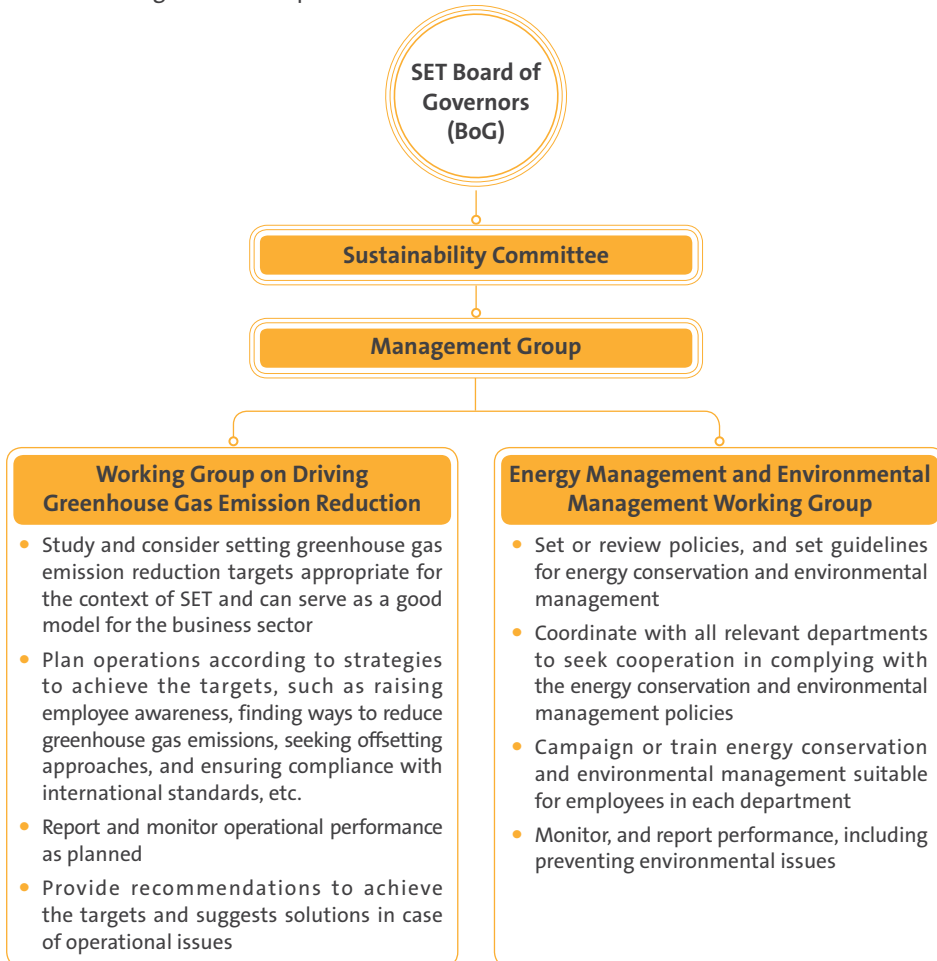 SET Board of
Governors
(BoG)
Sustainability Committee
Management Group
Working Group on Driving
Greenhouse Gas Emission Reduction
• Study and consider setting greenhouse gas
emission reduction targets appropriate for
the context of SET and can serve as a good
model for the business sector
• Plan operations according to strategies
to achieve the targets, such as raising
employee awareness, finding ways to reduce
greenhouse gas emissions, seeking offsetting
approaches, and ensuring compliance with
international standards, etc.
• Report and monitor operational performance
as planned
• Provide recommendations to achieve
the targets and suggests solutions in case
of operational issues
Energy Management and Environmental
Management Working Group
• Set or review policies, and set guidelines
for energy conservation and environmental
management
• Coordinate with all relevant departments
to seek cooperation in complying with
the energy conservation and environmental
management policies
• Campaign or train energy conservation
and environmental management suitable
for employees in each department
• Monitor, and report performance, including
preventing environmental issues